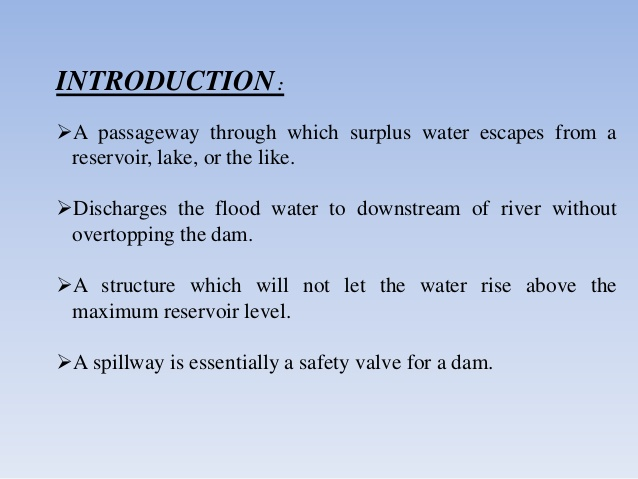 INTRODUCTION :
➢A passageway through which surplus water escapes from a
reservoir, lake, or the like.
➢Discharges the flood water to downstream of river without
overtopping the dam.
➢A structure which will not let the water rise above the
maximum reservoir level.
➢A spillway is essentially a safety valve for a dam.